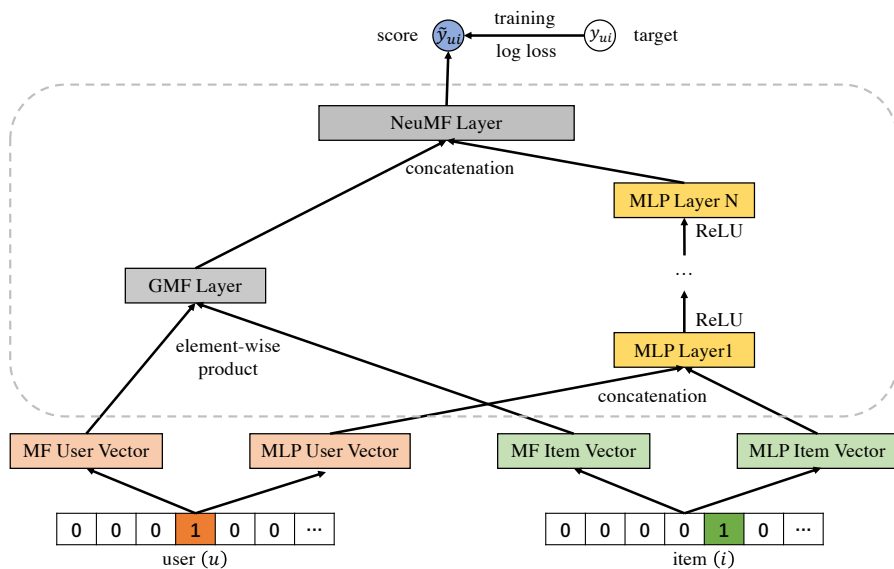 training
score ỹui yui target
log loss
NeuMF Layer
concatenation
MLP Layer N
ReLU
...
GMF Layer
ReLU
element-wise
product
MLP Layer1
concatenation
MF User Vector MLP User Vector MF Item Vector MLP Item Vector
0 0 0 1 0 0 ... 0 0 0 0 1 0 ...
user (u) item (i)